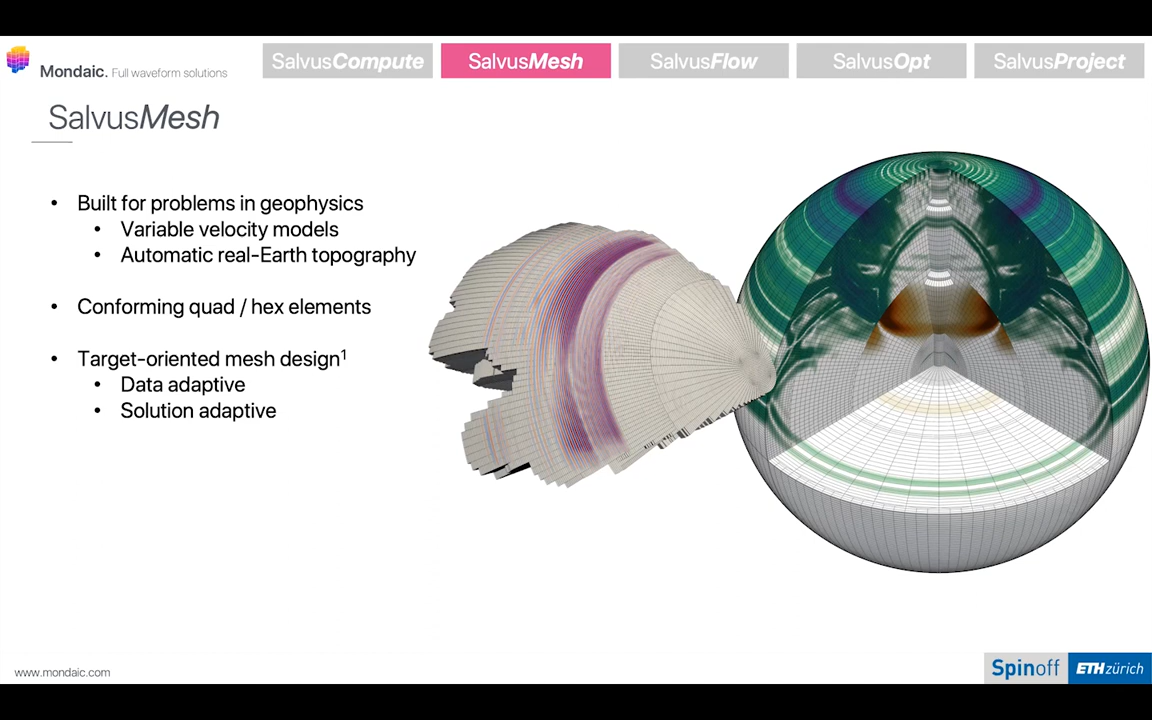 Mondaic. Full waveform solutions
SalvusCompute
SalvusMesh
SalvusFlow
SalvusOpt
SalvusProject
SalvusMesh
• Built for problems in geophysics
• Variable velocity models
• Automatic real-Earth topography
• Conforming quad / hex elements
• Target-oriented mesh design¹
• Data adaptive
• Solution adaptive
www.mondaic.com
Spinoff
ETH zürich